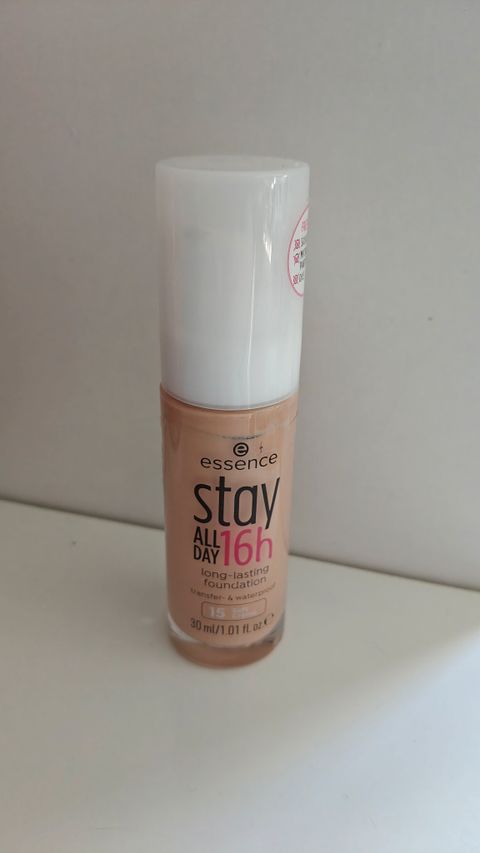 essence
stay
ALL
DAY 16h
long-lasting
foundation
transfer- & waterproof
15
30 ml/1.01 fl. oz ℮